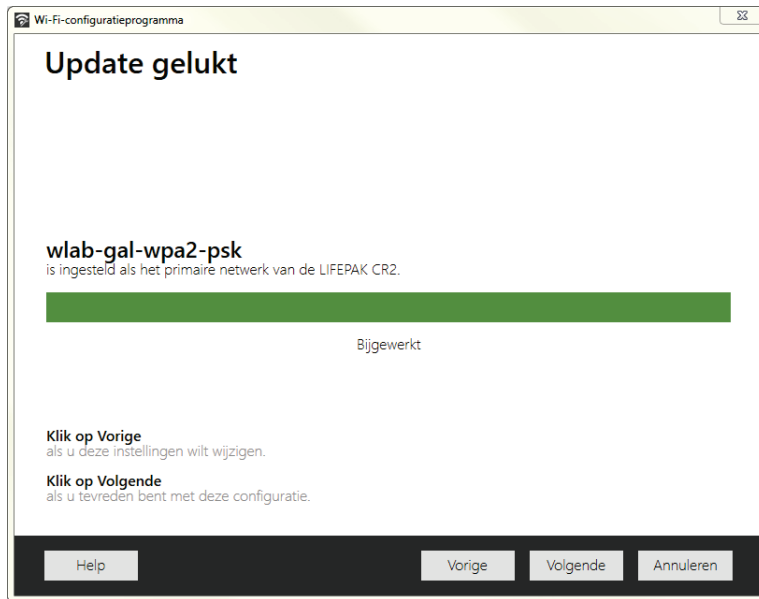 Wi-Fi-configuratieprogramma
Update gelukt
wlab-gal-wpa2-psk
is ingesteld als het primaire netwerk van de LIFEPAK CR2.
Bijgewerkt
Klik op Vorige
als u deze instellingen wilt wijzigen.
Klik op Volgende
als u tevreden bent met deze configuratie.
Help Vorige Volgende Annuleren